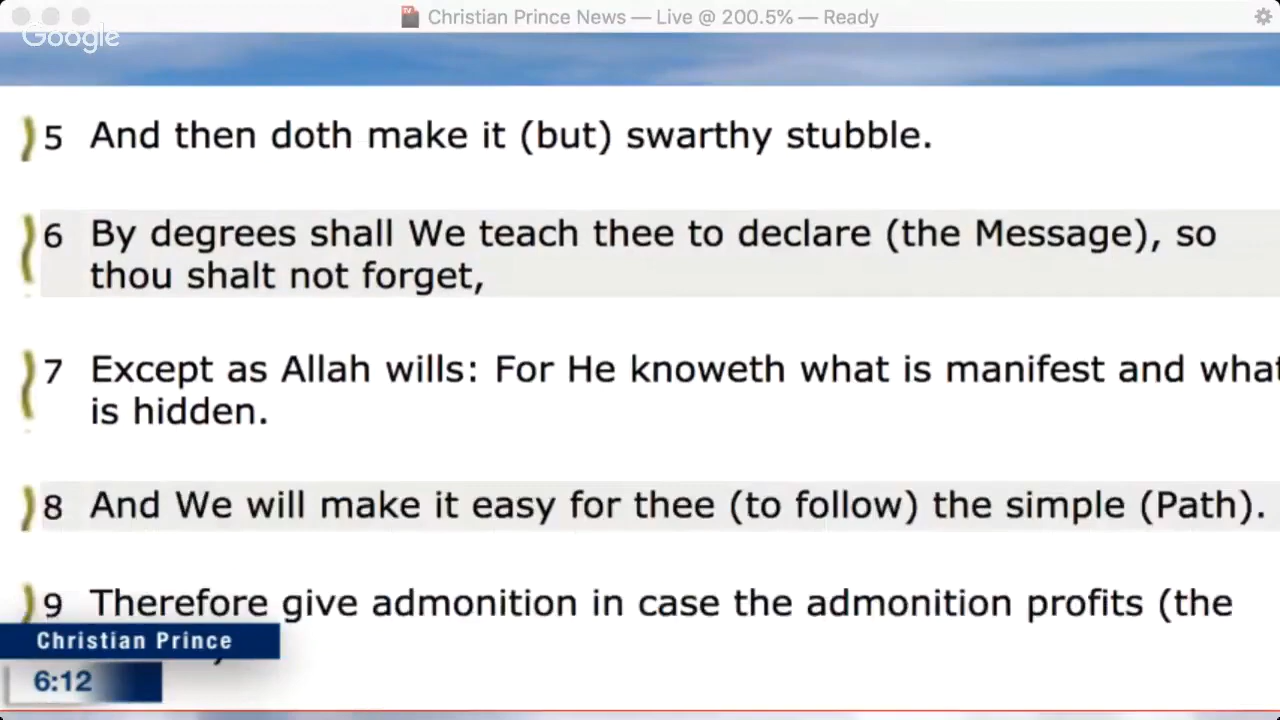 Christian Prince News — Live @ 200.5% — Ready
Google
5 And then doth make it (but) swarthy stubble.
6 By degrees shall We teach thee to declare (the Message), so
thou shalt not forget,
7 Except as Allah wills: For He knoweth what is manifest and what
is hidden.
8 And We will make it easy for thee (to follow) the simple (Path).
9 Therefore give admonition in case the admonition profits (the
Christian Prince
6:12